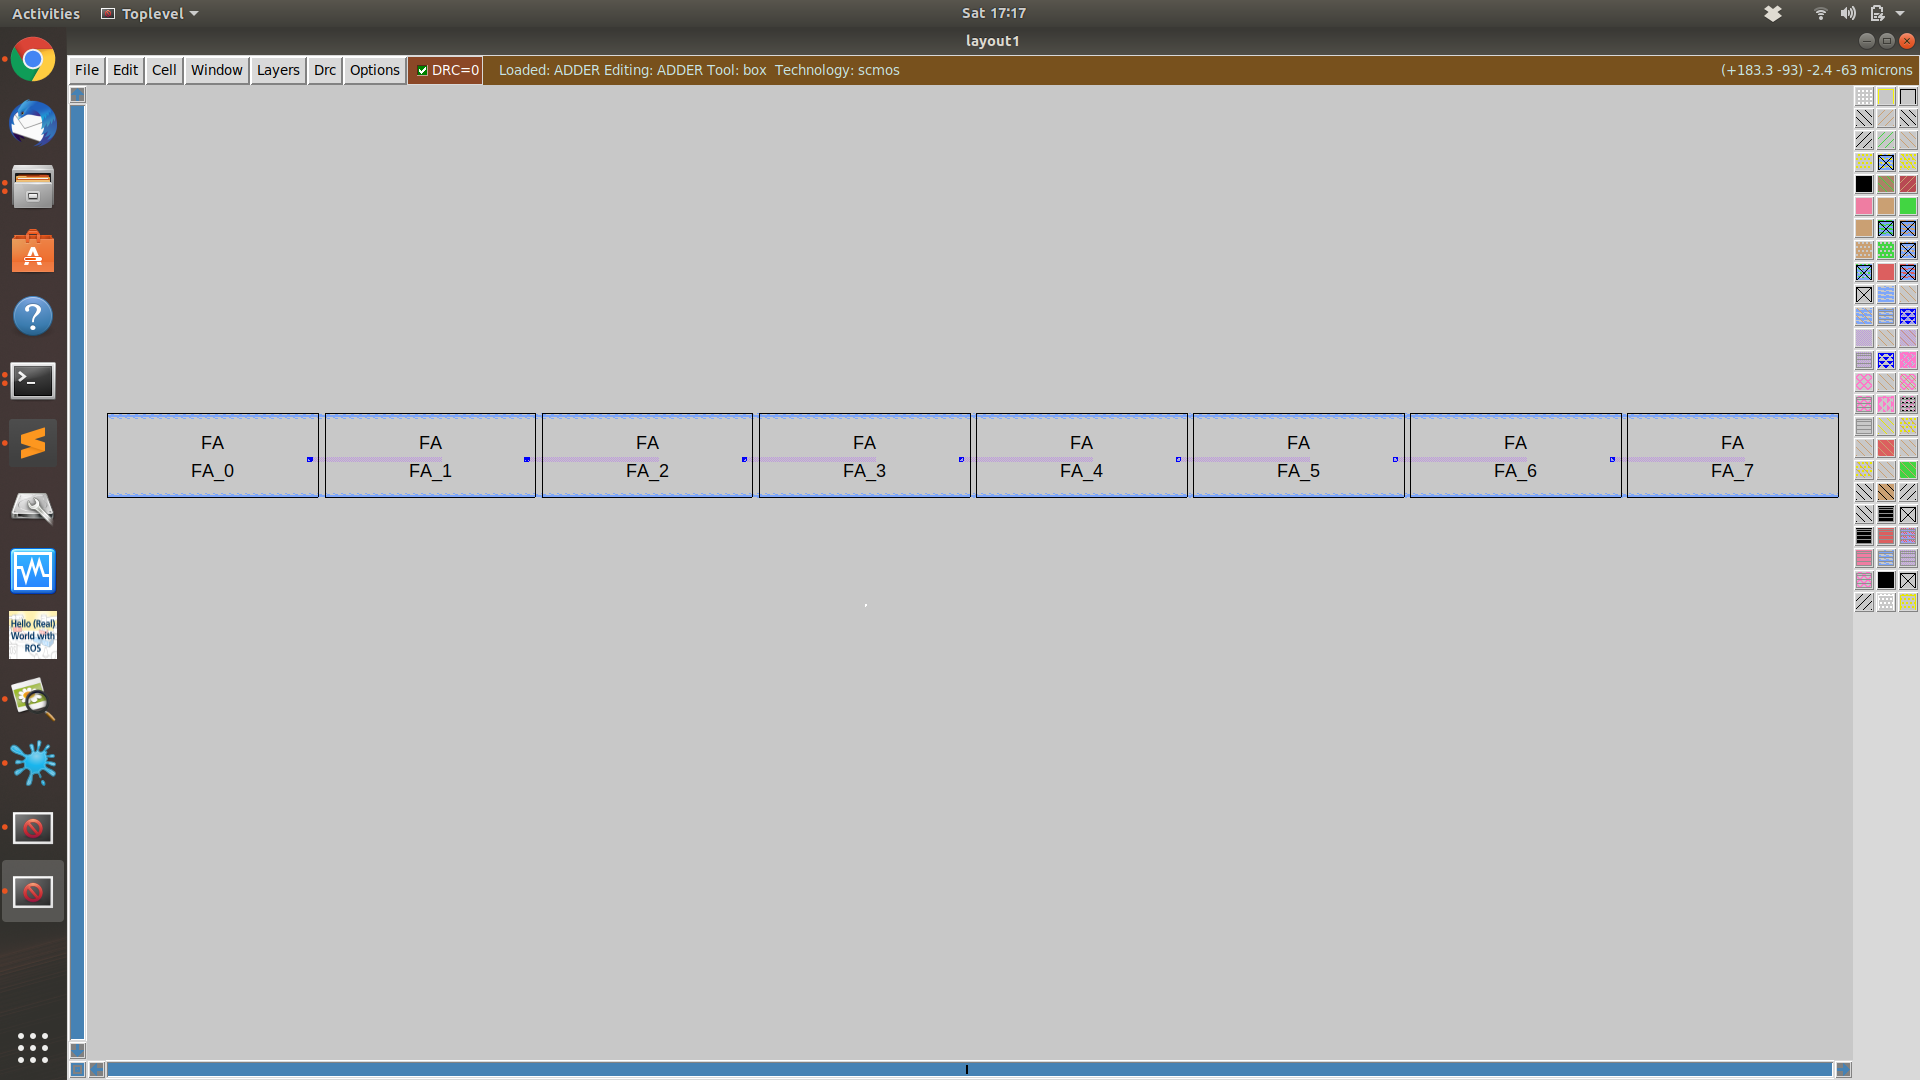 Activities Toplevel Sat 17:17
layout1
File Edit Cell Window Layers Drc Options DRC=0 Loaded: ADDER Editing: ADDER Tool: box Technology: scmos (+183.3 -93) -2.4 -63 microns
FA FA FA FA FA FA FA FA
FA_0 FA_1 FA_2 FA_3 FA_4 FA_5 FA_6 FA_7
Hello (Real)
World with
ROS